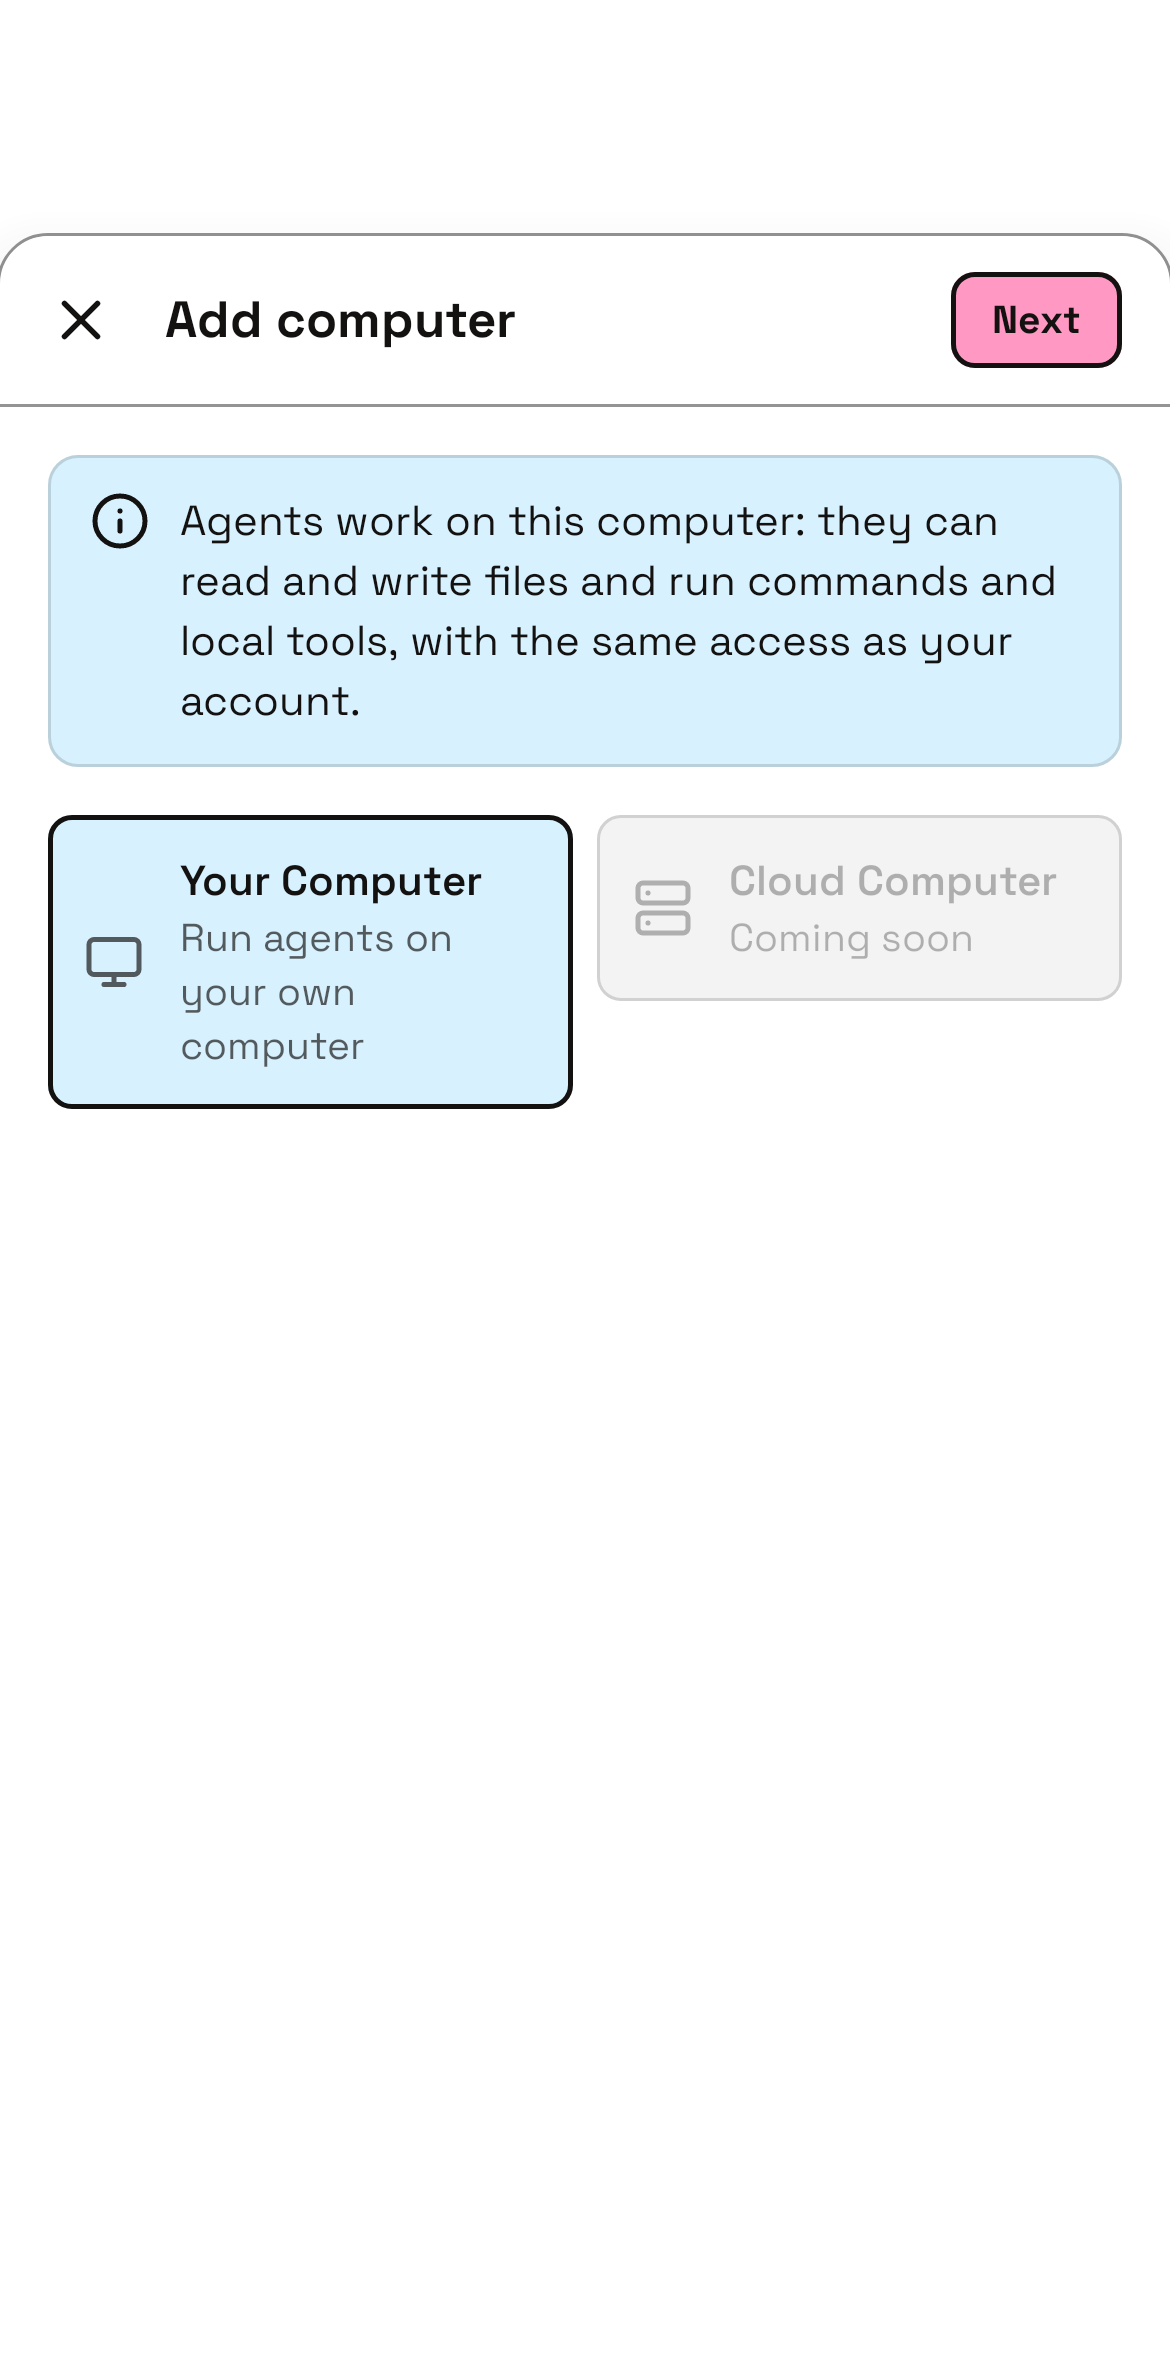 Add computer
Next
Agents work on this computer: they can
read and write files and run commands and
local tools, with the same access as your
account.
Your Computer
Run agents on
your own
computer
Cloud Computer
Coming soon